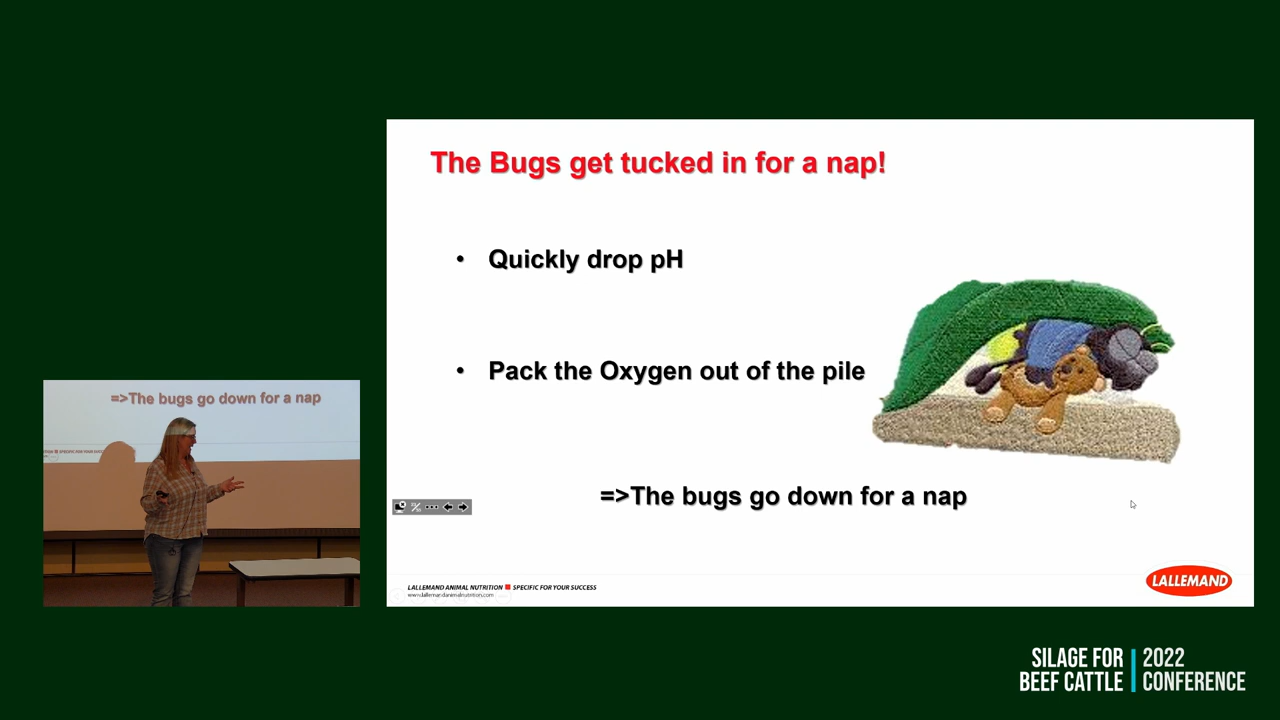 The Bugs get tucked in for a nap!
• Quickly drop pH
• Pack the Oxygen out of the pile
=>The bugs go down for a nap
LALLEMAND ANIMAL NUTRITION SPECIFIC FOR YOUR SUCCESS
www.lallemandanimalnutrition.com
LALLEMAND
=>The bugs go down for a nap
SILAGE FOR
BEEF CATTLE
2022
CONFERENCE